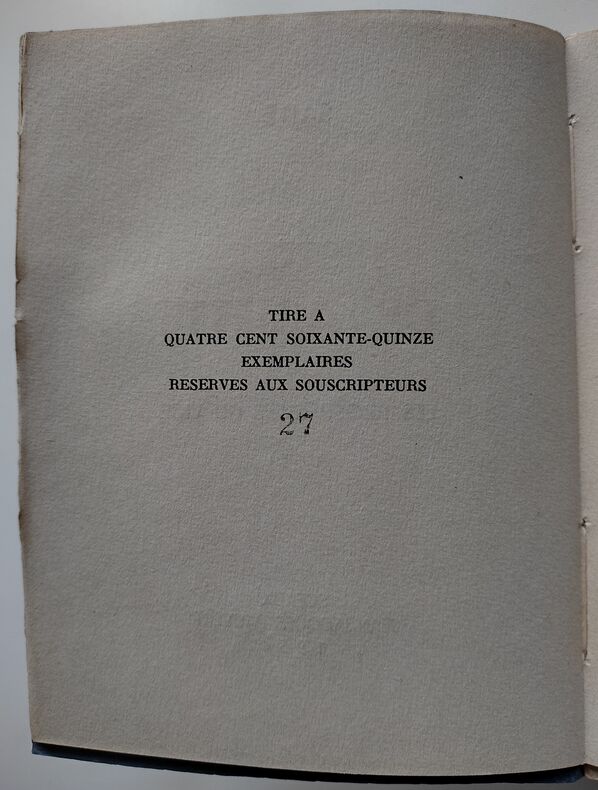 TIRE A
QUATRE CENT SOIXANTE-QUINZE
EXEMPLAIRES
RESERVES AUX SOUSCRIPTEURS
27